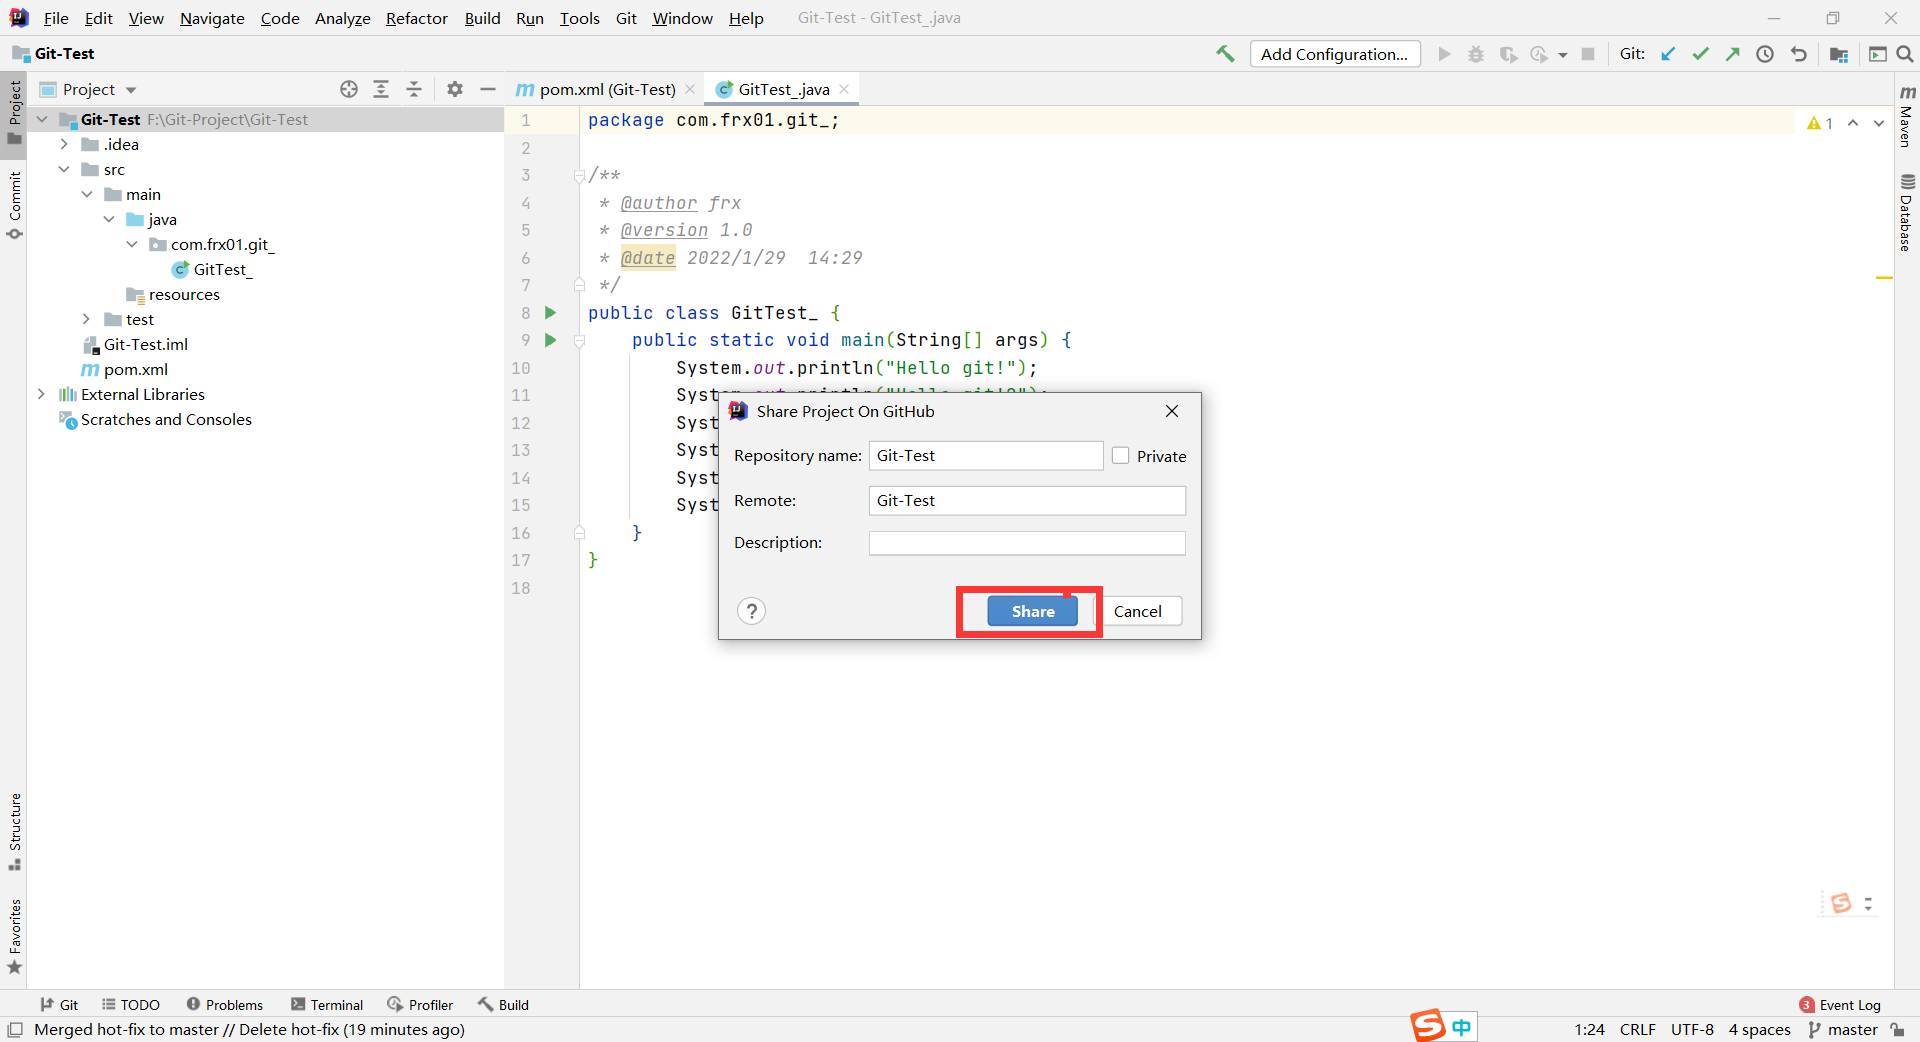 File Edit View Navigate Code Analyze Refactor Build Run Tools Git Window Help Git-Test - GitTest_.java
Git-Test
Add Configuration...
Git:
Project
Project
pom.xml (Git-Test)
GitTest_.java
Git-Test F:\Git-Project\Git-Test
.idea
src
main
java
com.frx01.git_
GitTest_
resources
test
Git-Test.iml
pom.xml
External Libraries
Scratches and Consoles
Commit
Structure
Favorites
1 package com.frx01.git_;
2
3 /**
4 * @author frx
5 * @version 1.0
6 * @date 2022/1/29 14:29
7 */
8 public class GitTest_ {
9 public static void main(String[] args) {
10 System.out.println("Hello git!");
11 System.out.println("Hello git!2");
12 Syst
13 Syst
14 Syst
15 Syst
16 }
17 }
18
1
Maven
Database
Share Project On GitHub
Repository name: Git-Test Private
Remote: Git-Test
Description:
? Share Cancel
Git TODO Problems Terminal Profiler Build
3 Event Log
Merged hot-fix to master // Delete hot-fix (19 minutes ago)
中
1:24 CRLF UTF-8 4 spaces master